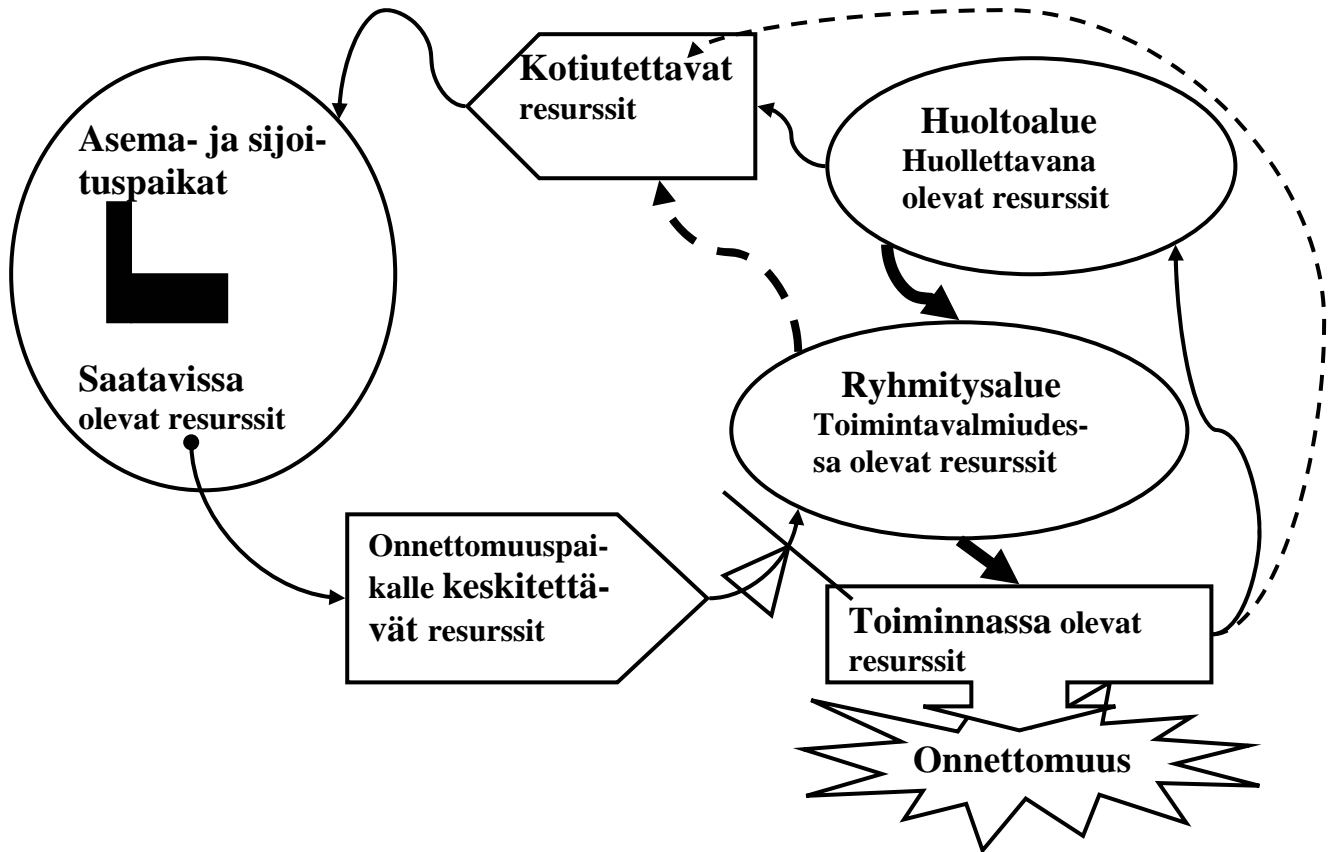 Asema- ja sijoi-
tuspaikat
Saatavissa
olevat resurssit
Kotiutettavat
resurssit
Huoltoalue
Huollettavana
olevat resurssit
Ryhmitysalue
Toimintavalmiudes-
sa olevat resurssit
Onnettomuuspai-
kalle keskitettä-
vät resurssit
Toiminnassa olevat
resurssit
Onnettomuus